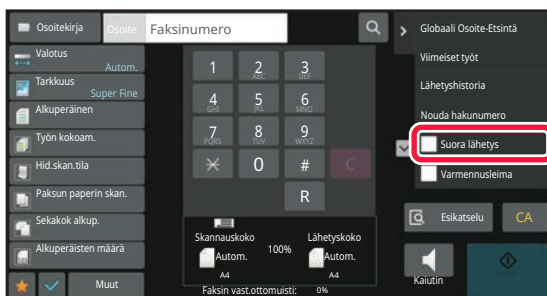 Osoitekirja
Osoite
Faksinumero
Valotus
Autom.
Tarkkuus
Super Fine
Alkuperäinen
Työn kokoam.
Hid.skan.tila
Paksun paperin skan.
Sekakok alkup.
Alkuperäisten määrä
Muut
1
2
ABC
3
DEF
4
GHI
5
JKL
6
MNO
7
PQRS
8
TUV
9
WXYZ
0
#
C
R
Skannauskoko
Lähetyskoko
Autom.
100%
Autom.
A4
A4
Faksin vast.ottomuisti: 0%
Globaali Osoite-Etsintä
Viimeiset työt
Lähetyshistoria
Nouda hakunumero
Suora lähetys
Varmennusleima
Esikatselu
CA
Kaiutin